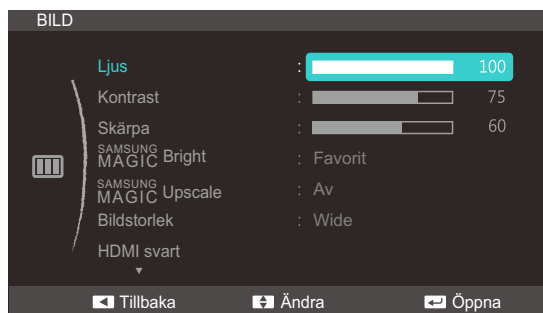 BILD
Ljus : 100
Kontrast : 75
Skärpa : 60
SAMSUNG MAGIC Bright : Favorit
SAMSUNG MAGIC Upscale : Av
Bildstorlek : Wide
HDMI svart
Tillbaka Ändra Öppna